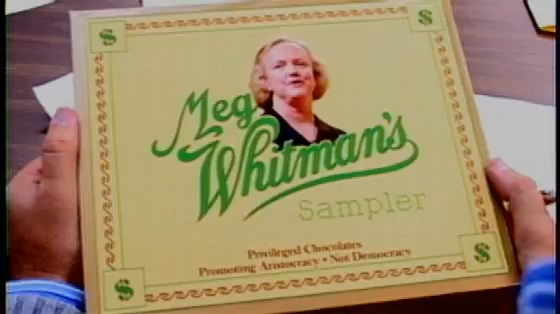 $ $
Meg
Whitman's
Sampler
Privileged Chocolates
Promoting Aristocracy • Not Democracy
$ $